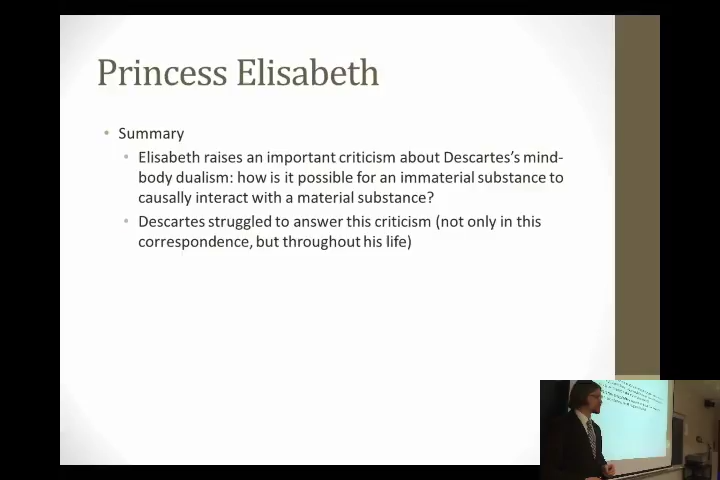 Princess Elisabeth
• Summary
• Elisabeth raises an important criticism about Descartes's mind-
body dualism: how is it possible for an immaterial substance to
causally interact with a material substance?
• Descartes struggled to answer this criticism (not only in this
correspondence, but throughout his life)